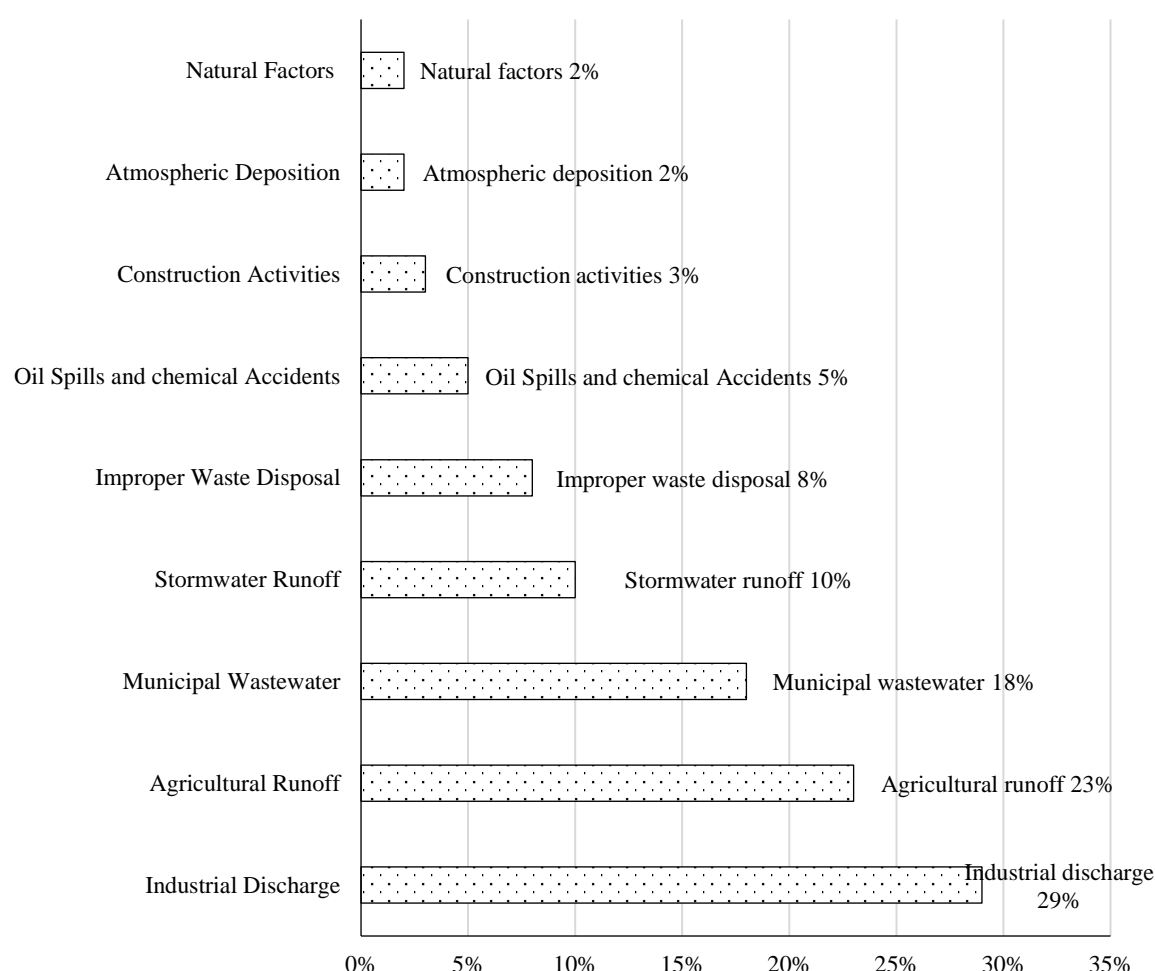 Natural Factors Natural factors 2%
Atmospheric Deposition Atmospheric deposition 2%
Construction Activities Construction activities 3%
Oil Spills and chemical Accidents Oil Spills and chemical Accidents 5%
Improper Waste Disposal Improper waste disposal 8%
Stormwater Runoff Stormwater runoff 10%
Municipal Wastewater Municipal wastewater 18%
Agricultural Runoff Agricultural runoff 23%
Industrial Discharge Industrial discharge
29%
0% 5% 10% 15% 20% 25% 30% 35%